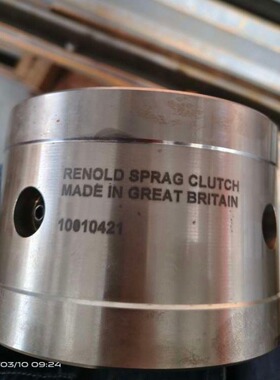 RENOLD SPRAG CLUTCH
MADE IN GREAT BRITAIN
10010421
03/10 09:24